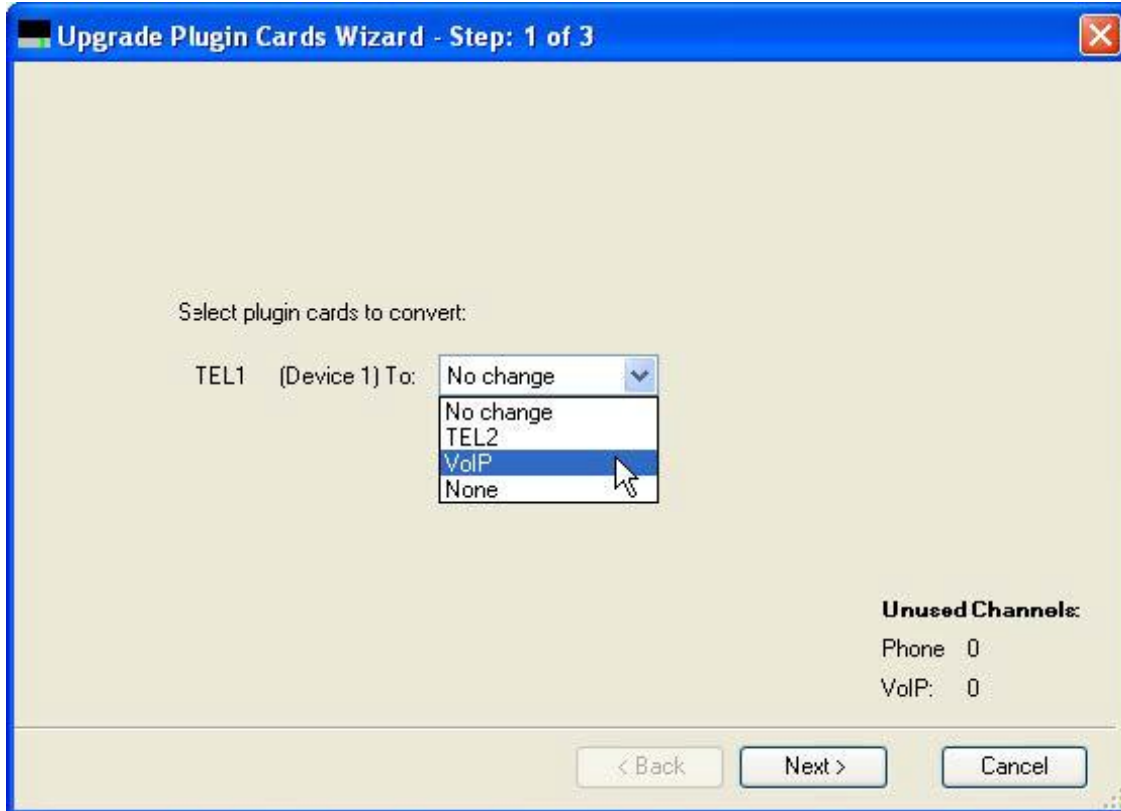 Upgrade Plugin Cards Wizard - Step: 1 of 3
Select plugin cards to convert:
TEL1 (Device 1) To: No change
No change
TEL2
VoIP
None
Unused Channels:
Phone 0
VoIP: 0
< Back Next > Cancel